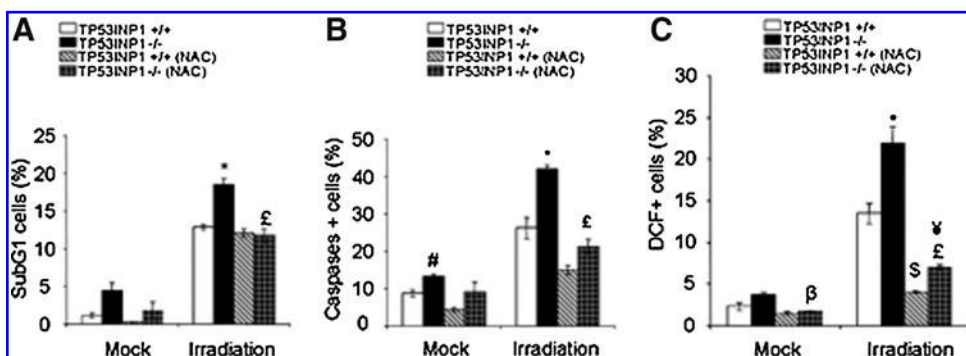 A
TP53INP1 +/+
TP53INP1 -/-
TP53INP1 +/+ (NAC)
TP53INP1 -/- (NAC)
SubG1 cells (%)
25
20
15
10
5
0
*
£
Mock
Irradiation
B
TP53INP1 +/+
TP53INP1 -/-
TP53INP1 +/+ (NAC)
TP53INP1 -/- (NAC)
Caspases + cells (%)
50
40
30
20
10
0
#
*
£
Mock
Irradiation
C
TP53INP1 +/+
TP53INP1 -/-
TP53INP1 +/+ (NAC)
TP53INP1 -/- (NAC)
DCF+ cells (%)
30
25
20
15
10
5
0
β
*
$
¥
£
Mock
Irradiation